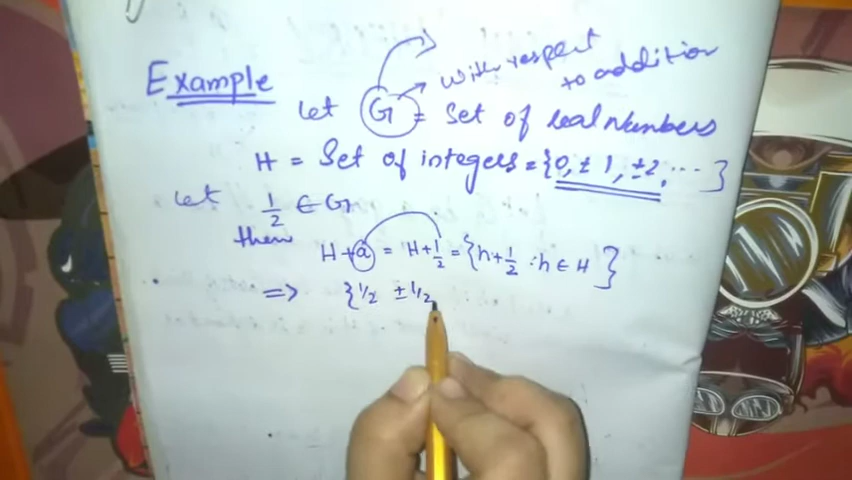 Example
with respect
to addition
let G = Set of real numbers
H = Set of integers = {0, ± 1, ± 2, ... }
let 1/2 ∈ G
then H+a = H+1/2 = {h+1/2 : h ∈ H }
=> {1/2 ±1/2